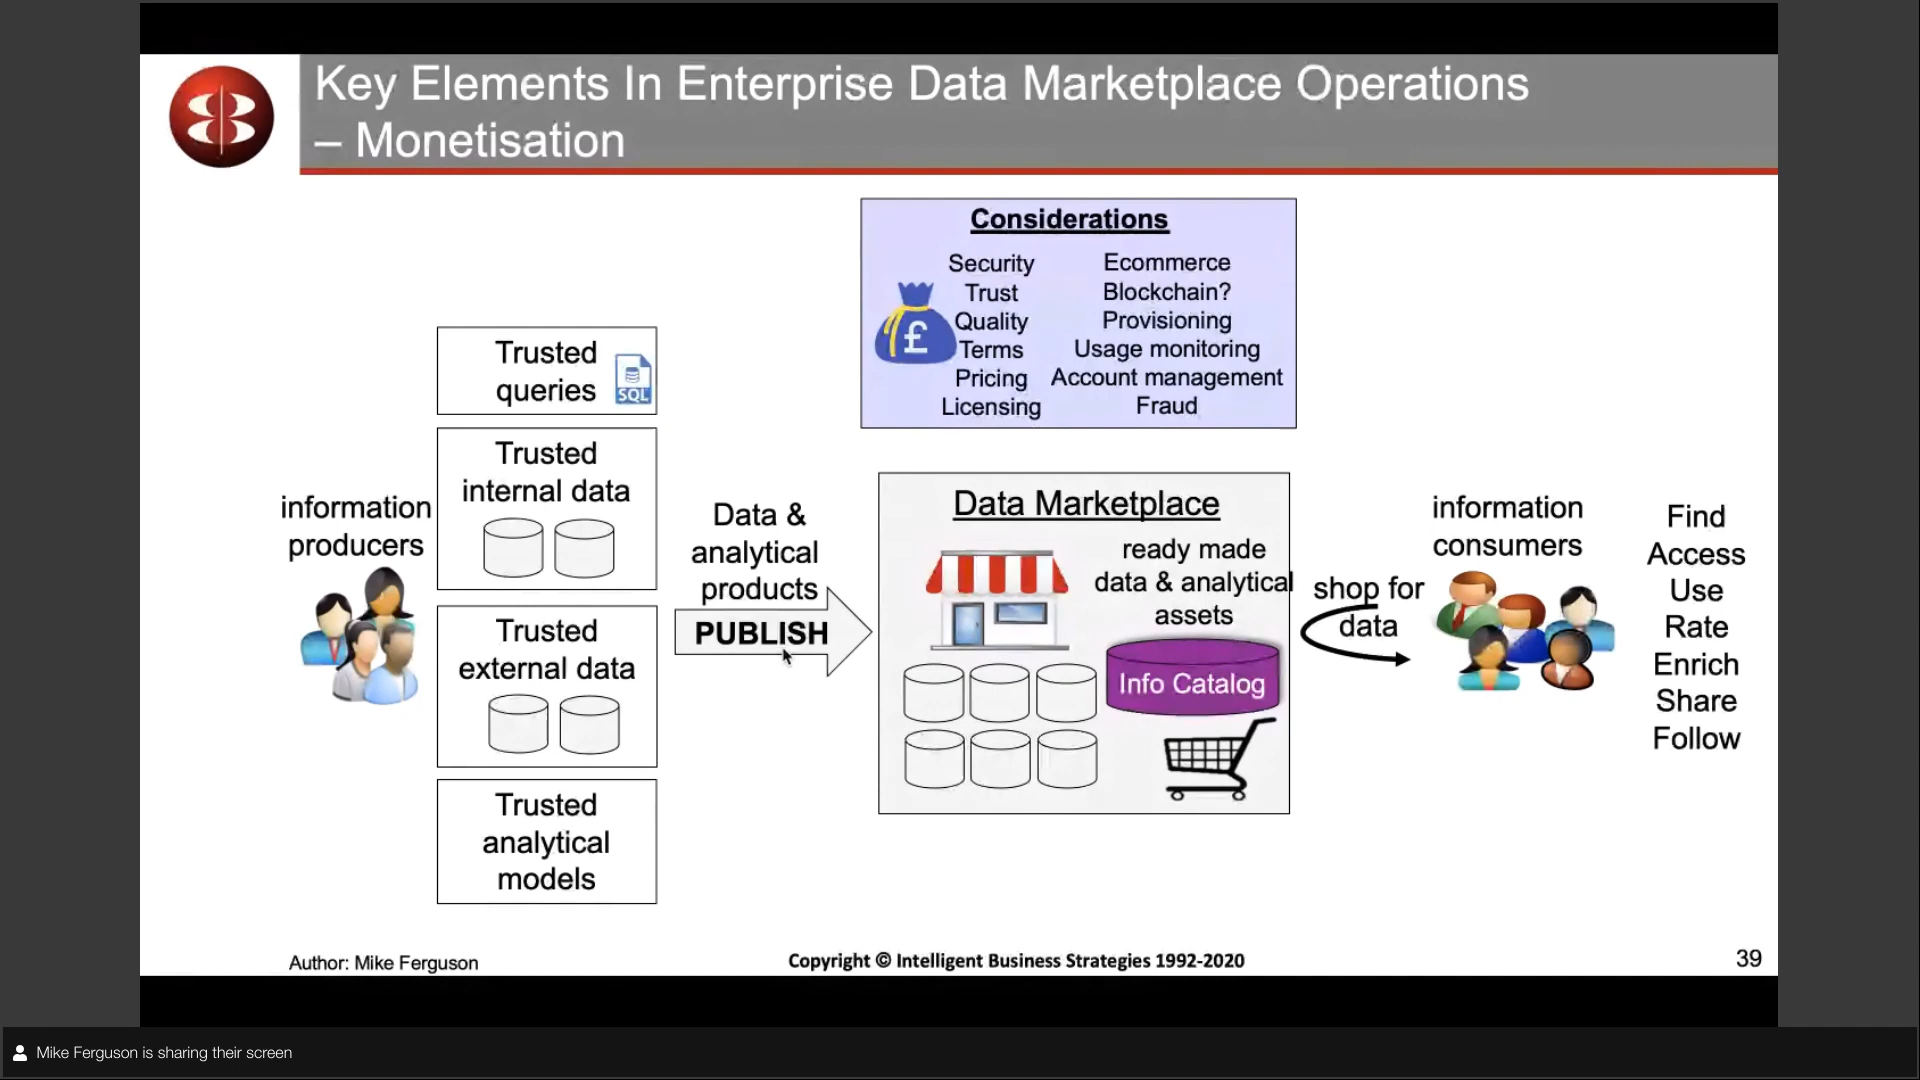 Key Elements In Enterprise Data Marketplace Operations
– Monetisation
Considerations
Security
Trust
Quality
Terms
Pricing
Licensing
Ecommerce
Blockchain?
Provisioning
Usage monitoring
Account management
Fraud
£
information
producers
Trusted
queries
SQL
Trusted
internal data
Trusted
external data
Trusted
analytical
models
Data &
analytical
products
PUBLISH
Data Marketplace
ready made
data & analytical
assets
Info Catalog
shop for
data
information
consumers
Find
Access
Use
Rate
Enrich
Share
Follow
Author: Mike Ferguson
Copyright © Intelligent Business Strategies 1992-2020
39
Mike Ferguson is sharing their screen